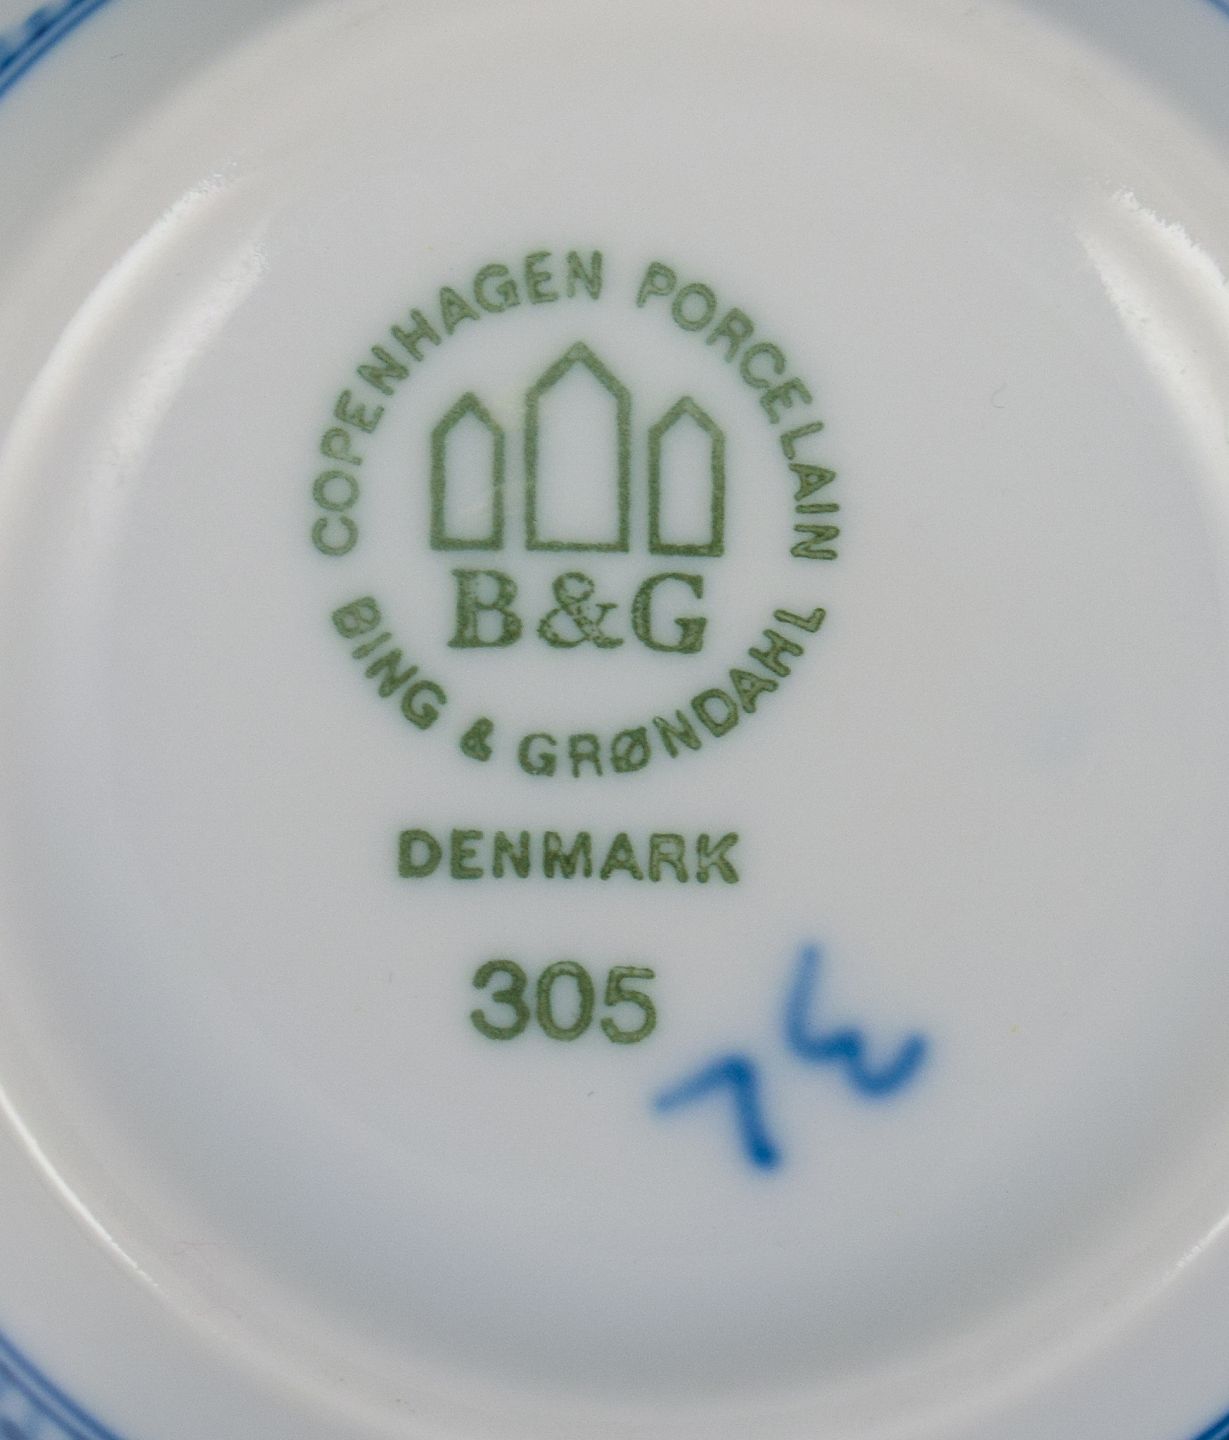 COPENHAGEN PORCELAIN
B&G
BING & GRØNDAHL
DENMARK
305